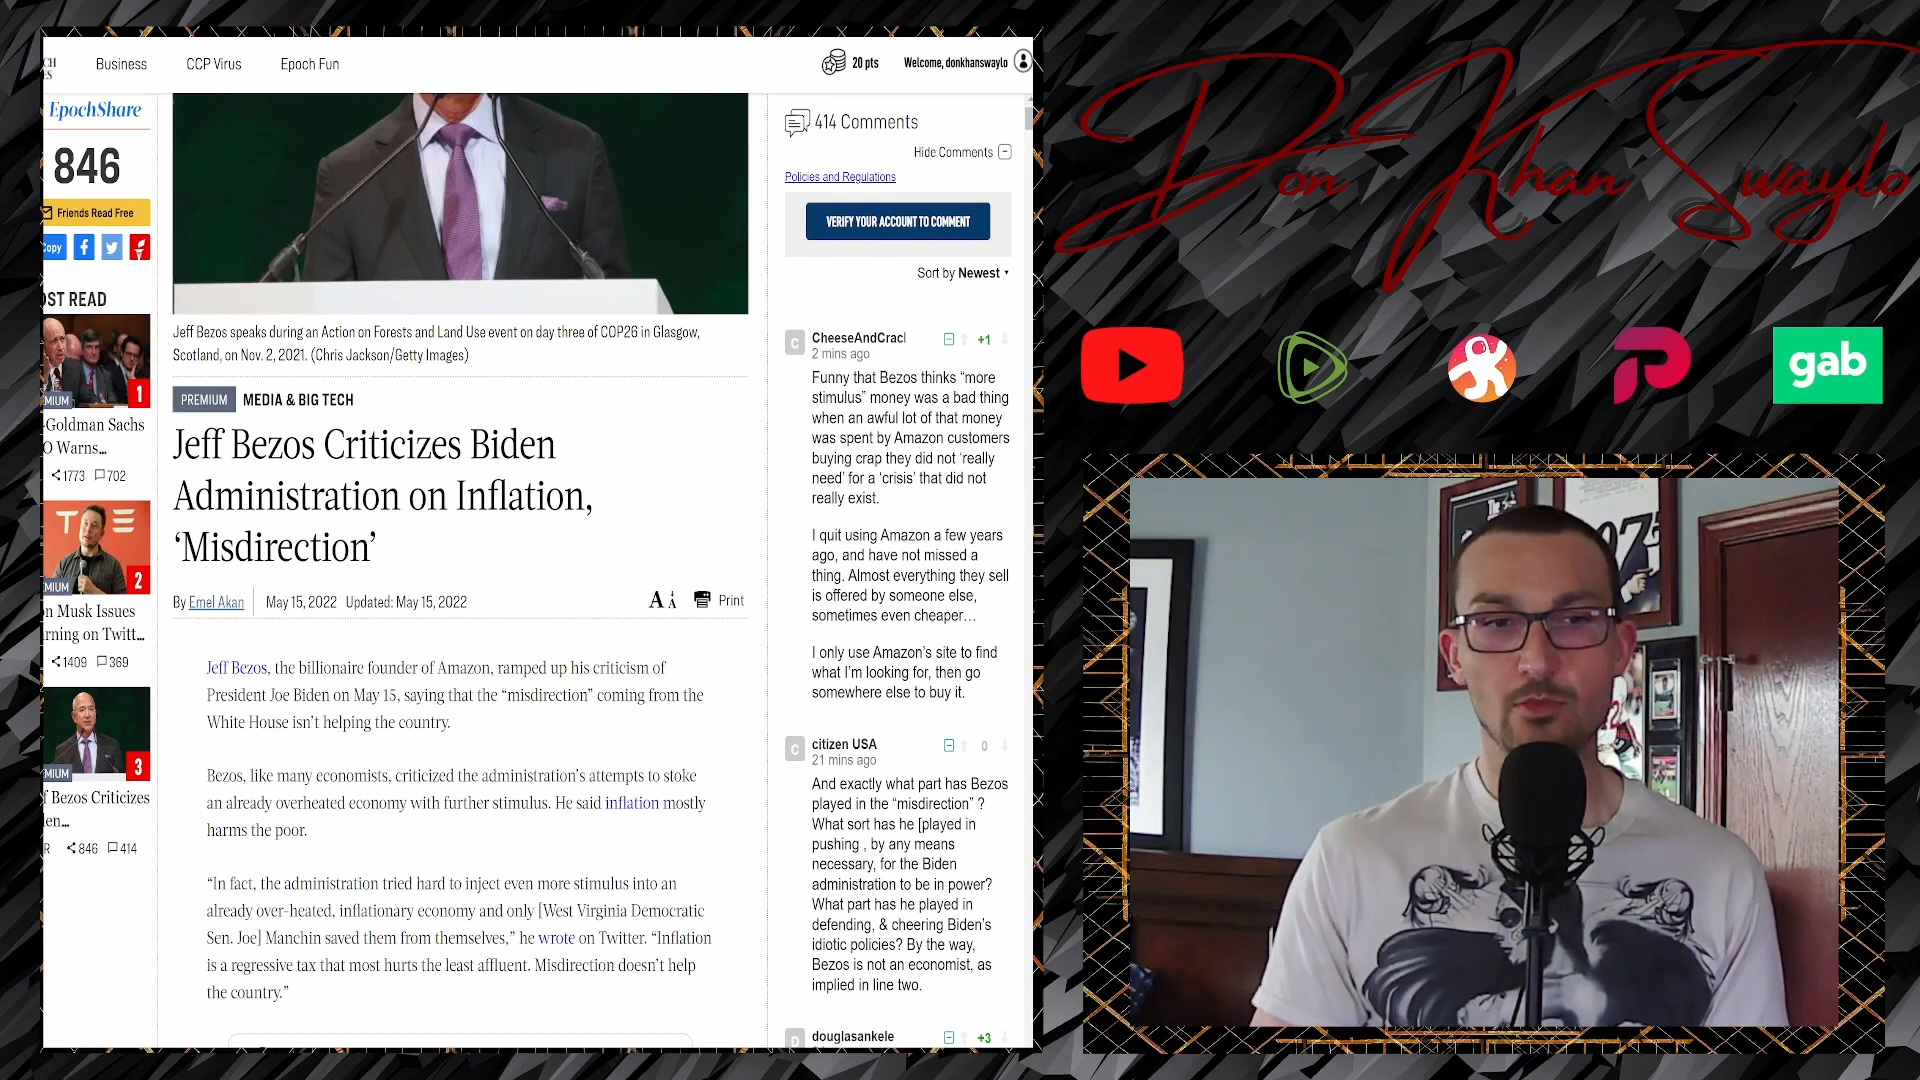 Business
CCP Virus
Epoch Fun
20 pts
Welcome, donkhanswaylo
EpochShare
846
Friends Read Free
Copy
OST READ
1
MIUM
-Goldman Sachs
O Warns...
1773 702
2
MIUM
n Musk Issues
rning on Twitt...
1409 369
3
MIUM
f Bezos Criticizes
en...
R 846 414
Jeff Bezos speaks during an Action on Forests and Land Use event on day three of COP26 in Glasgow,
Scotland, on Nov. 2, 2021. (Chris Jackson/Getty Images)
PREMIUM MEDIA & BIG TECH
Jeff Bezos Criticizes Biden
Administration on Inflation,
‘Misdirection’
By Emel Akan May 15, 2022 Updated: May 15, 2022
A A Print
Jeff Bezos, the billionaire founder of Amazon, ramped up his criticism of
President Joe Biden on May 15, saying that the “misdirection” coming from the
White House isn’t helping the country.
Bezos, like many economists, criticized the administration’s attempts to stoke
an already overheated economy with further stimulus. He said inflation mostly
harms the poor.
“In fact, the administration tried hard to inject even more stimulus into an
already over-heated, inflationary economy and only [West Virginia Democratic
Sen. Joe] Manchin saved them from themselves,” he wrote on Twitter. “Inflation
is a regressive tax that most hurts the least affluent. Misdirection doesn’t help
the country.”
414 Comments
Hide Comments
Policies and Regulations
VERIFY YOUR ACCOUNT TO COMMENT
Sort by Newest
C
CheeseAndCracl
+1
2 mins ago
Funny that Bezos thinks “more
stimulus” money was a bad thing
when an awful lot of that money
was spent by Amazon customers
buying crap they did not ‘really
need’ for a ‘crisis’ that did not
really exist.
I quit using Amazon a few years
ago, and have not missed a
thing. Almost everything they sell
is offered by someone else,
sometimes even cheaper…
I only use Amazon’s site to find
what I’m looking for, then go
somewhere else to buy it.
C
citizen USA
0
21 mins ago
And exactly what part has Bezos
played in the “misdirection” ?
What sort has he [played in
pushing , by any means
necessary, for the Biden
administration to be in power?
What part has he played in
defending, & cheering Biden’s
idiotic policies? By the way,
Bezos is not an economist, as
implied in line two.
D
douglasankele
+3
Don Khan Swaylo
gab